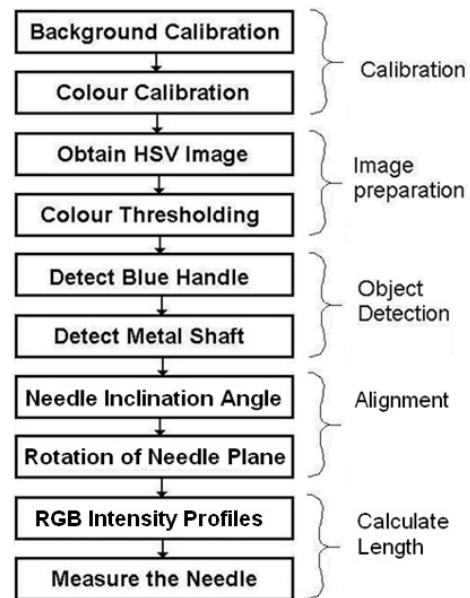 Background Calibration
Colour Calibration
Calibration
Obtain HSV Image
Colour Thresholding
Image
preparation
Detect Blue Handle
Detect Metal Shaft
Object
Detection
Needle Inclination Angle
Rotation of Needle Plane
Alignment
RGB Intensity Profiles
Measure the Needle
Calculate
Length